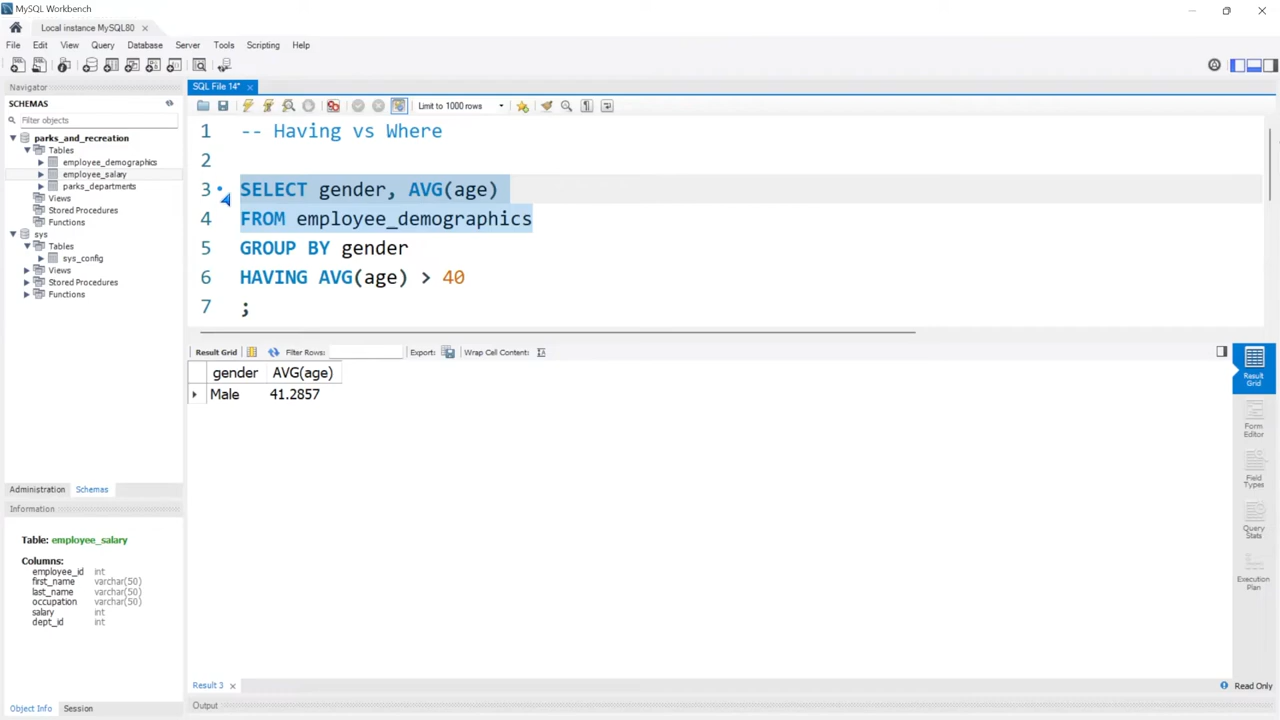 MySQL Workbench
Local instance MySQL80
File Edit View Query Database Server Tools Scripting Help
Navigator
SCHEMAS
Filter objects
parks_and_recreation
Tables
employee_demographics
employee_salary
parks_departments
Views
Stored Procedures
Functions
sys
Tables
sys_config
Views
Stored Procedures
Functions
Administration Schemas
Information
Table: employee_salary
Columns:
employee_id int
first_name varchar(50)
last_name varchar(50)
occupation varchar(50)
salary int
dept_id int
Object Info Session
SQL File 14*
Limit to 1000 rows
1 -- Having vs Where
2
3 SELECT gender, AVG(age)
4 FROM employee_demographics
5 GROUP BY gender
6 HAVING AVG(age) > 40
7 ;
Result Grid Filter Rows: Export: Wrap Cell Content:
gender AVG(age)
Male 41.2857
Result Grid
Form Editor
Field Types
Query Stats
Execution Plan
Result 3
Read Only
Output